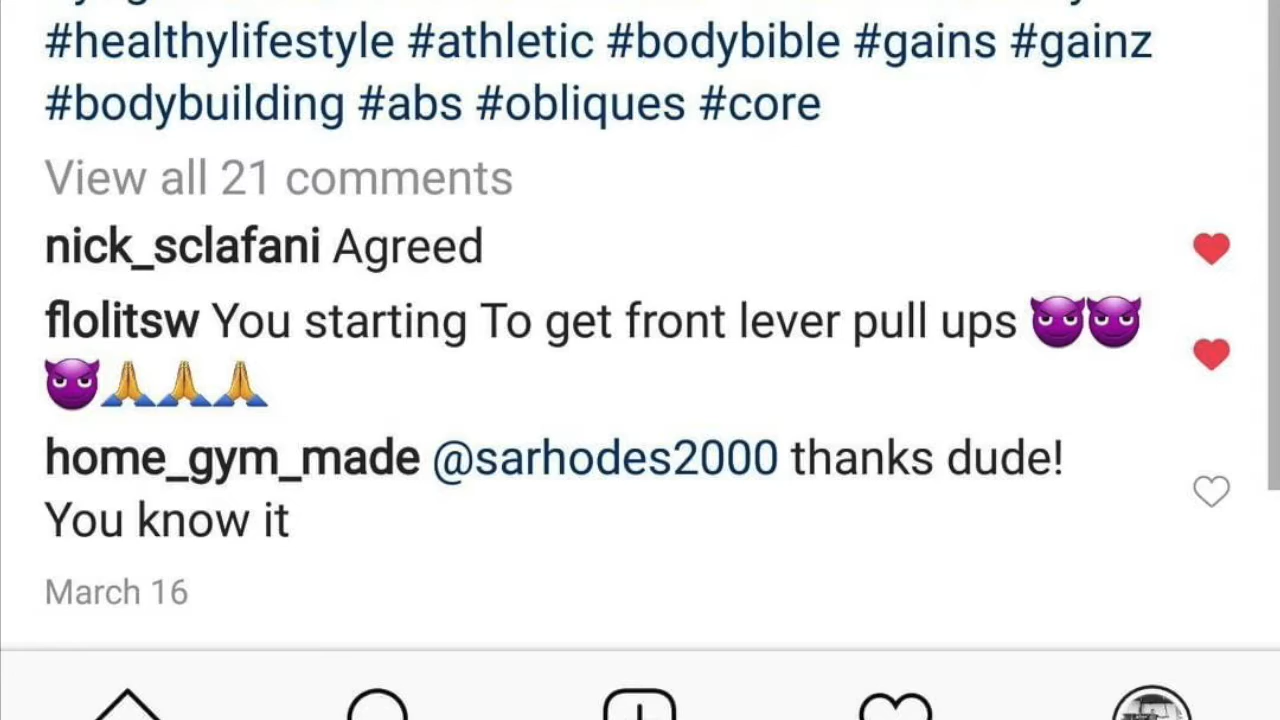 #healthylifestyle #athletic #bodybible #gains #gainz
#bodybuilding #abs #obliques #core
View all 21 comments
nick_sclafani Agreed
flolitsw You starting To get front lever pull ups 😈😈
😈🙏🙏🙏
home_gym_made @sarhodes2000 thanks dude!
You know it
March 16